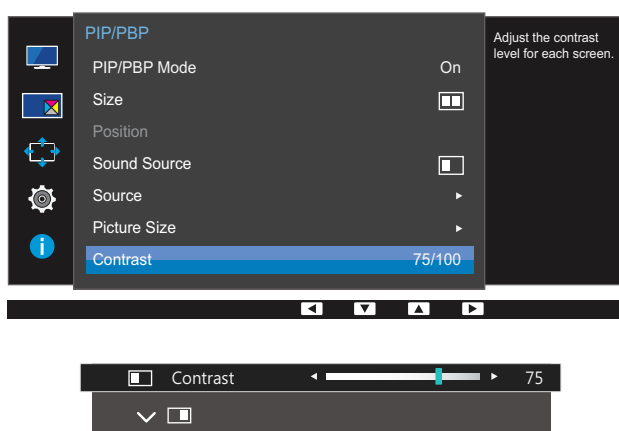 PIP/PBP
PIP/PBP Mode On
Size
Position
Sound Source
Source
Picture Size
Contrast 75/100
Adjust the contrast
level for each screen.
Contrast 75